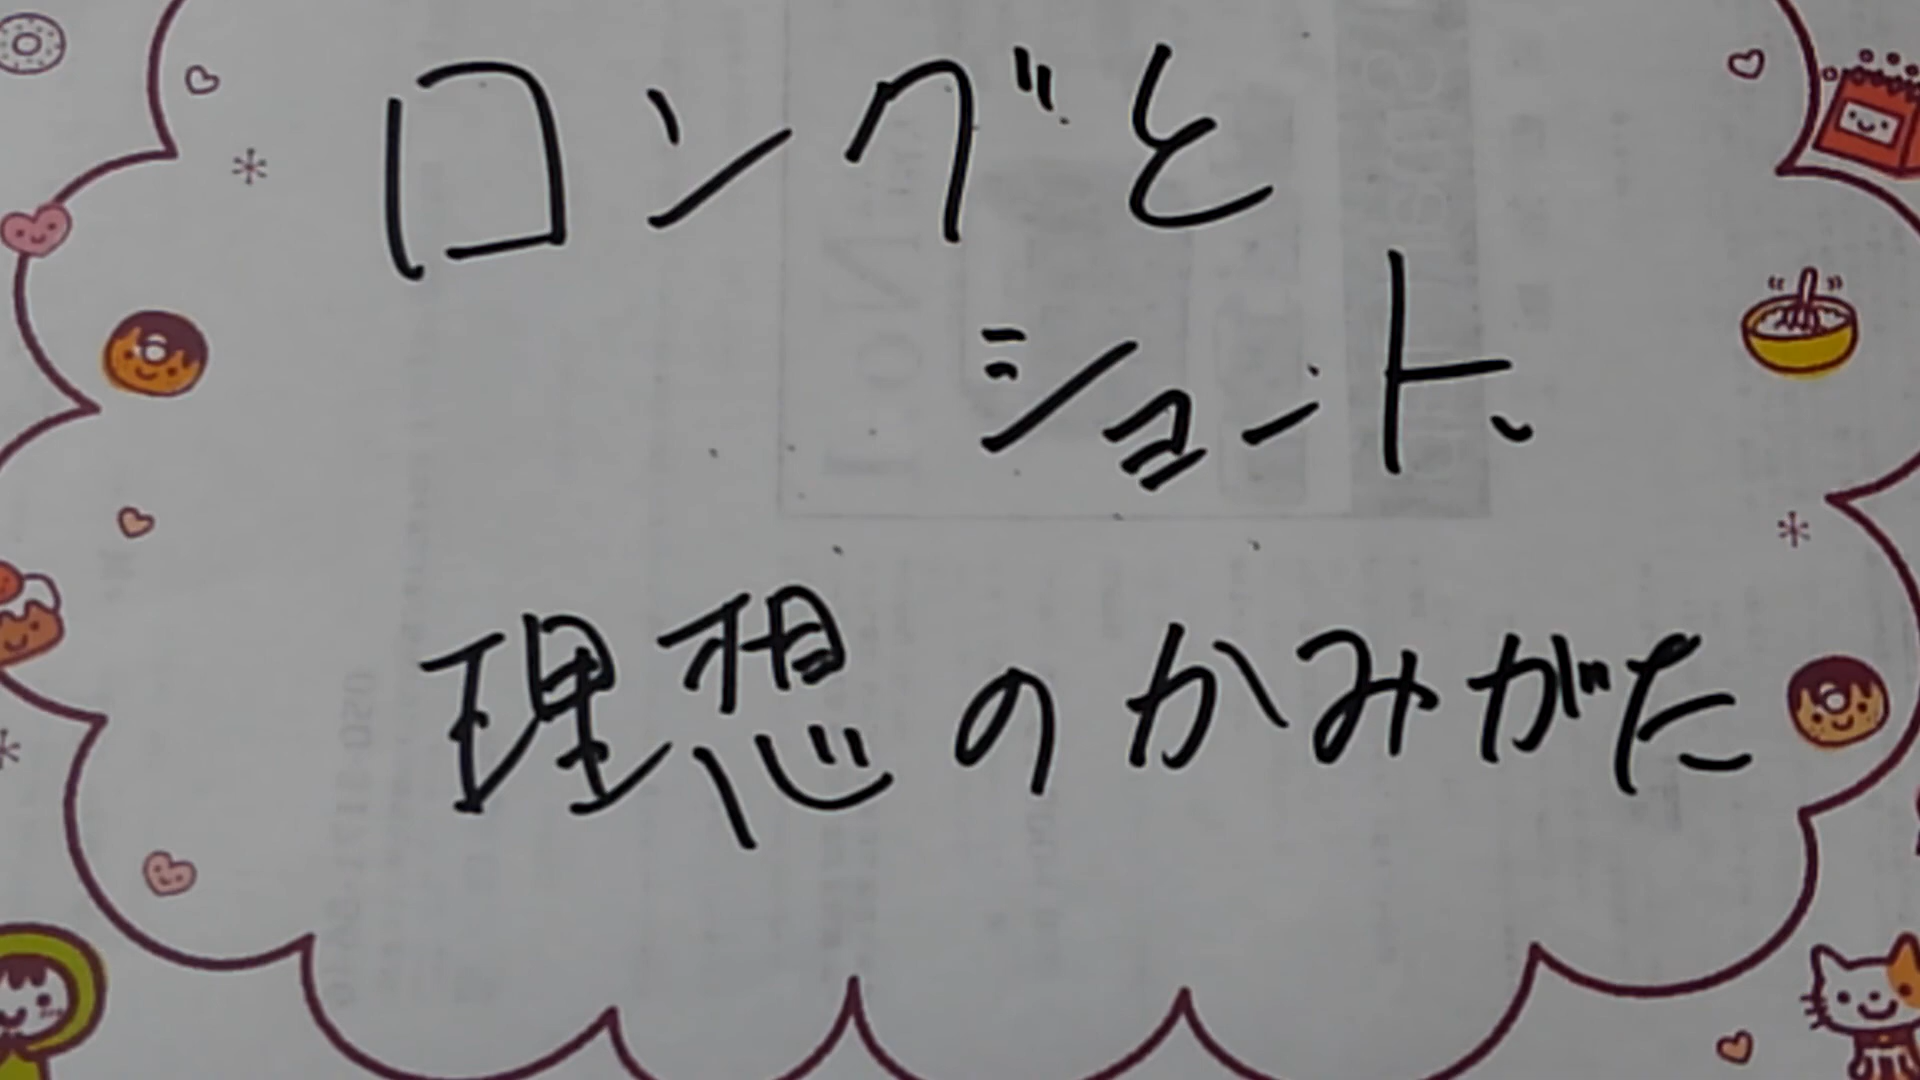 ロングと
ショート、
理想のかみがた